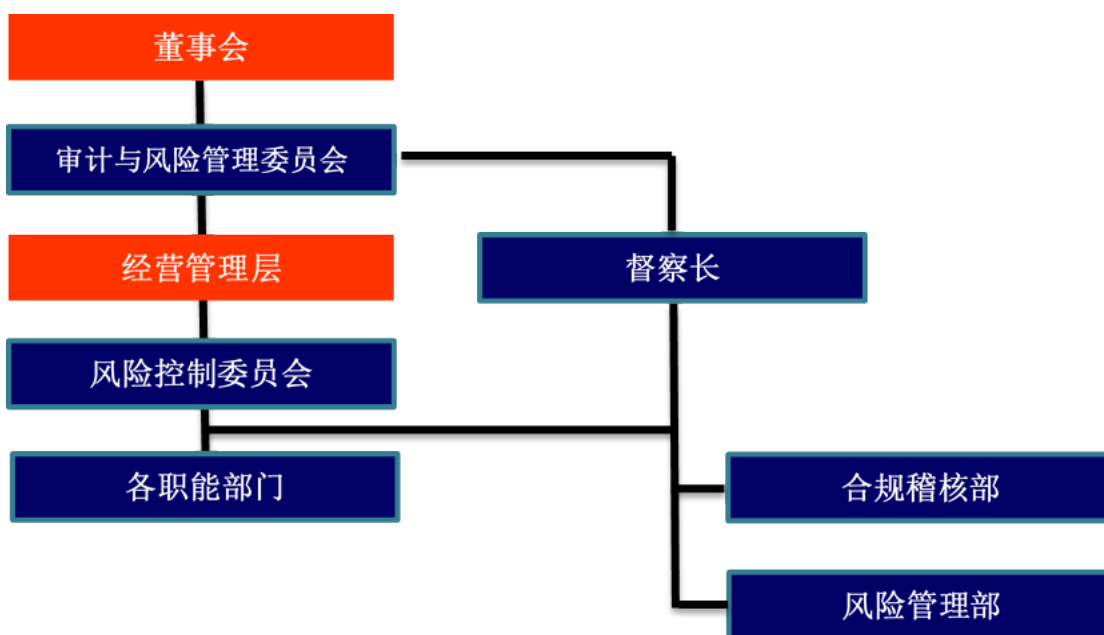 董事会
审计与风险管理委员会
经营管理层
督察长
风险控制委员会
各职能部门
合规稽核部
风险管理部